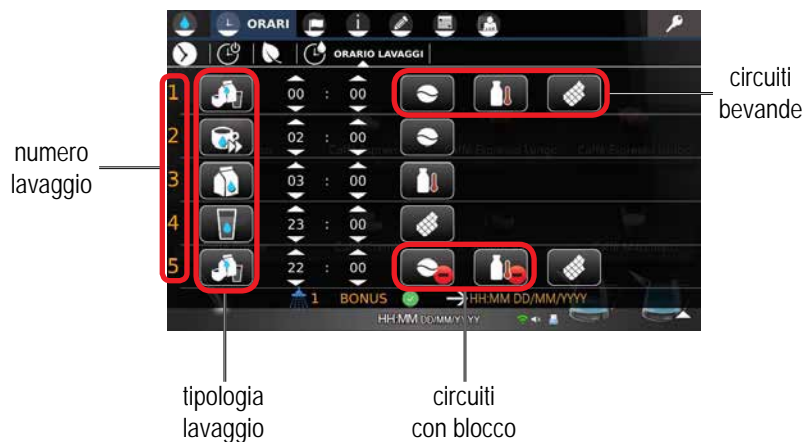 ORARI
ORARIO LAVAGGI
1 00 : 00
2 02 : 00
3 03 : 00
4 23 : 00
5 22 : 00
1 BONUS HH:MM DD/MM/YYYY
HH:MM DD/MM/YYYY
circuiti
bevande
numero
lavaggio
tipologia
lavaggio
circuiti
con blocco